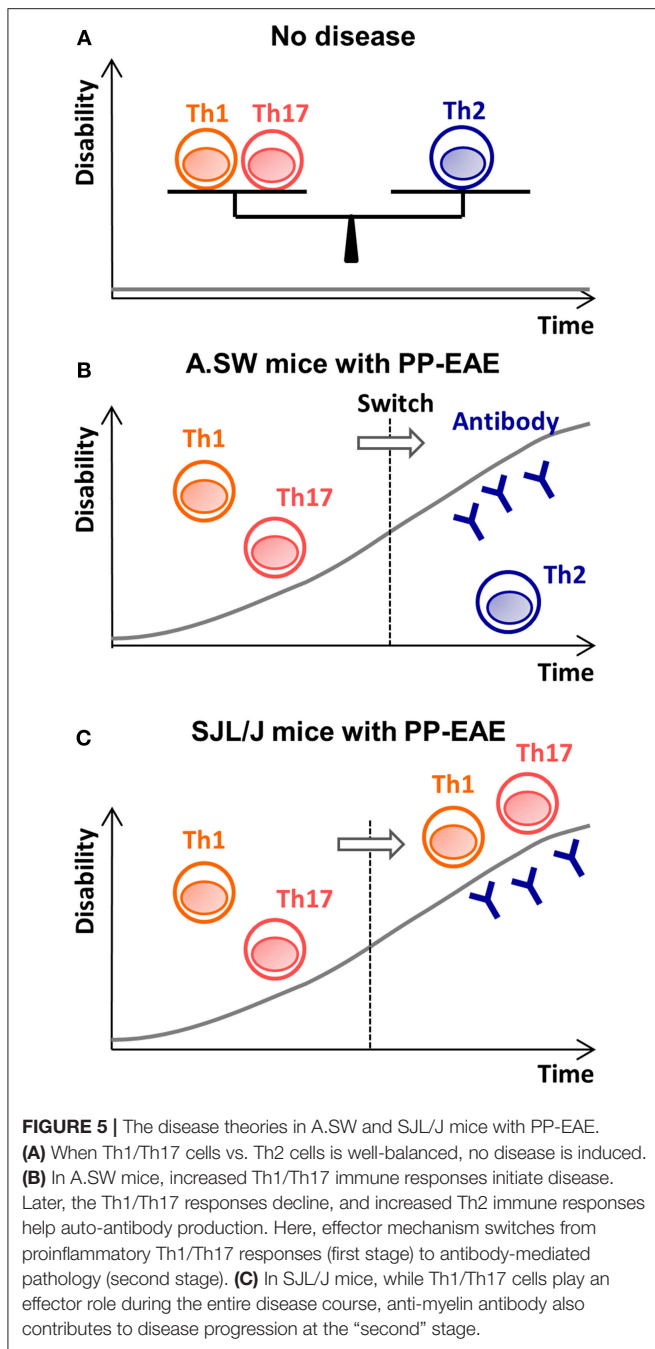 A
No disease
Disability
Th1
Th17
Th2
Time
B
A.SW mice with PP-EAE
Disability
Switch
Th1
Th17
Antibody
Th2
Time
C
SJL/J mice with PP-EAE
Disability
Th1
Th17
Th1
Th17
Time
FIGURE 5 | The disease theories in A.SW and SJL/J mice with PP-EAE.
(A) When Th1/Th17 cells vs. Th2 cells is well-balanced, no disease is induced.
(B) In A.SW mice, increased Th1/Th17 immune responses initiate disease.
Later, the Th1/Th17 responses decline, and increased Th2 immune responses
help auto-antibody production. Here, effector mechanism switches from
proinflammatory Th1/Th17 responses (first stage) to antibody-mediated
pathology (second stage). (C) In SJL/J mice, while Th1/Th17 cells play an
effector role during the entire disease course, anti-myelin antibody also
contributes to disease progression at the “second” stage.